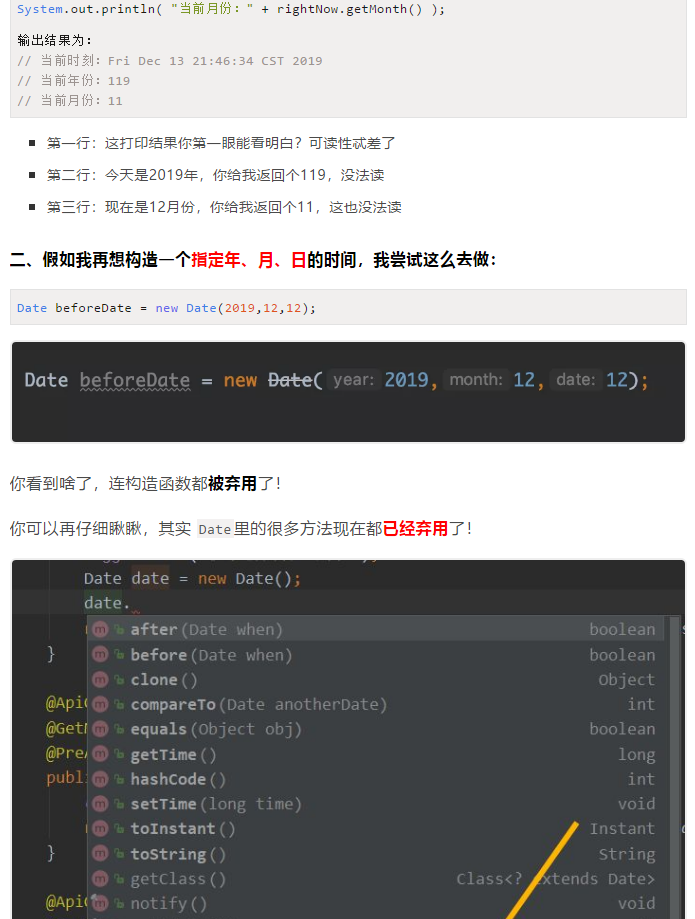 System.out.println( "当前月份：" + rightNow.getMonth() );
输出结果为：
// 当前时刻：Fri Dec 13 21:46:34 CST 2019
// 当前年份：119
// 当前月份：11
第一行：这打印结果你第一眼能看明白？可读性忒差了
第二行：今天是2019年，你给我返回个119，没法读
第三行：现在是12月份，你给我返回个11，这也没法读
二、假如我再想构造一个指定年、月、日的时间，我尝试这么去做：
Date beforeDate = new Date(2019,12,12);
Date beforeDate = new Date( year: 2019, month: 12, date: 12);
你看到啥了，连构造函数都被弃用了！
你可以再仔细瞅瞅，其实 Date里的很多方法现在都已经弃用了！
Date date = new Date();
date.
m after(Date when) boolean
} m before(Date when) boolean
m clone() Object
@Api m compareTo(Date anotherDate) int
@Get m equals(Object obj) boolean
@Pre m getTime() long
publ m hashCode() int
m setTime(long time) void
m toInstant() Instant
} m toString() String
m getClass() Class<? extends Date>
@Api m notify() void